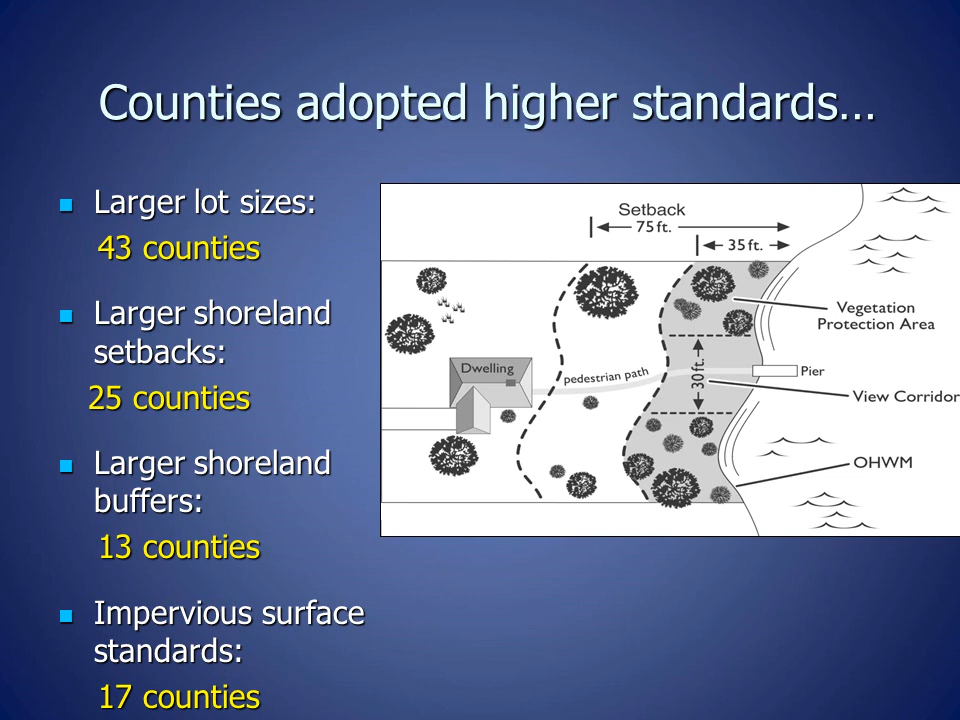 Counties adopted higher standards…
Larger lot sizes:
43 counties
Larger shoreland
setbacks:
25 counties
Larger shoreland
buffers:
13 counties
Impervious surface
standards:
17 counties
Setback
75 ft.
35 ft.
Vegetation
Protection Area
Dwelling
pedestrian path
30 ft.
Pier
View Corridor
OHWM